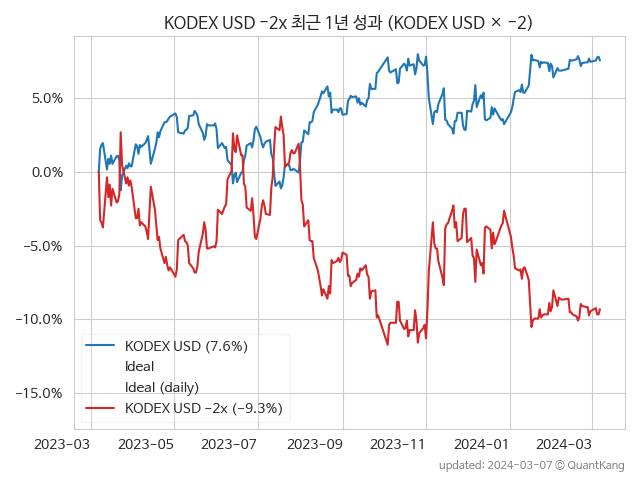 KODEX USD −2x 최근 1년 성과 (KODEX USD × −2)
5.0%
0.0%
−5.0%
−10.0%
−15.0%
KODEX USD (7.6%)
Ideal
Ideal (daily)
KODEX USD −2x (−9.3%)
2023-03 2023-05 2023-07 2023-09 2023-11 2024-01 2024-03
updated: 2024-03-07 © QuantKang